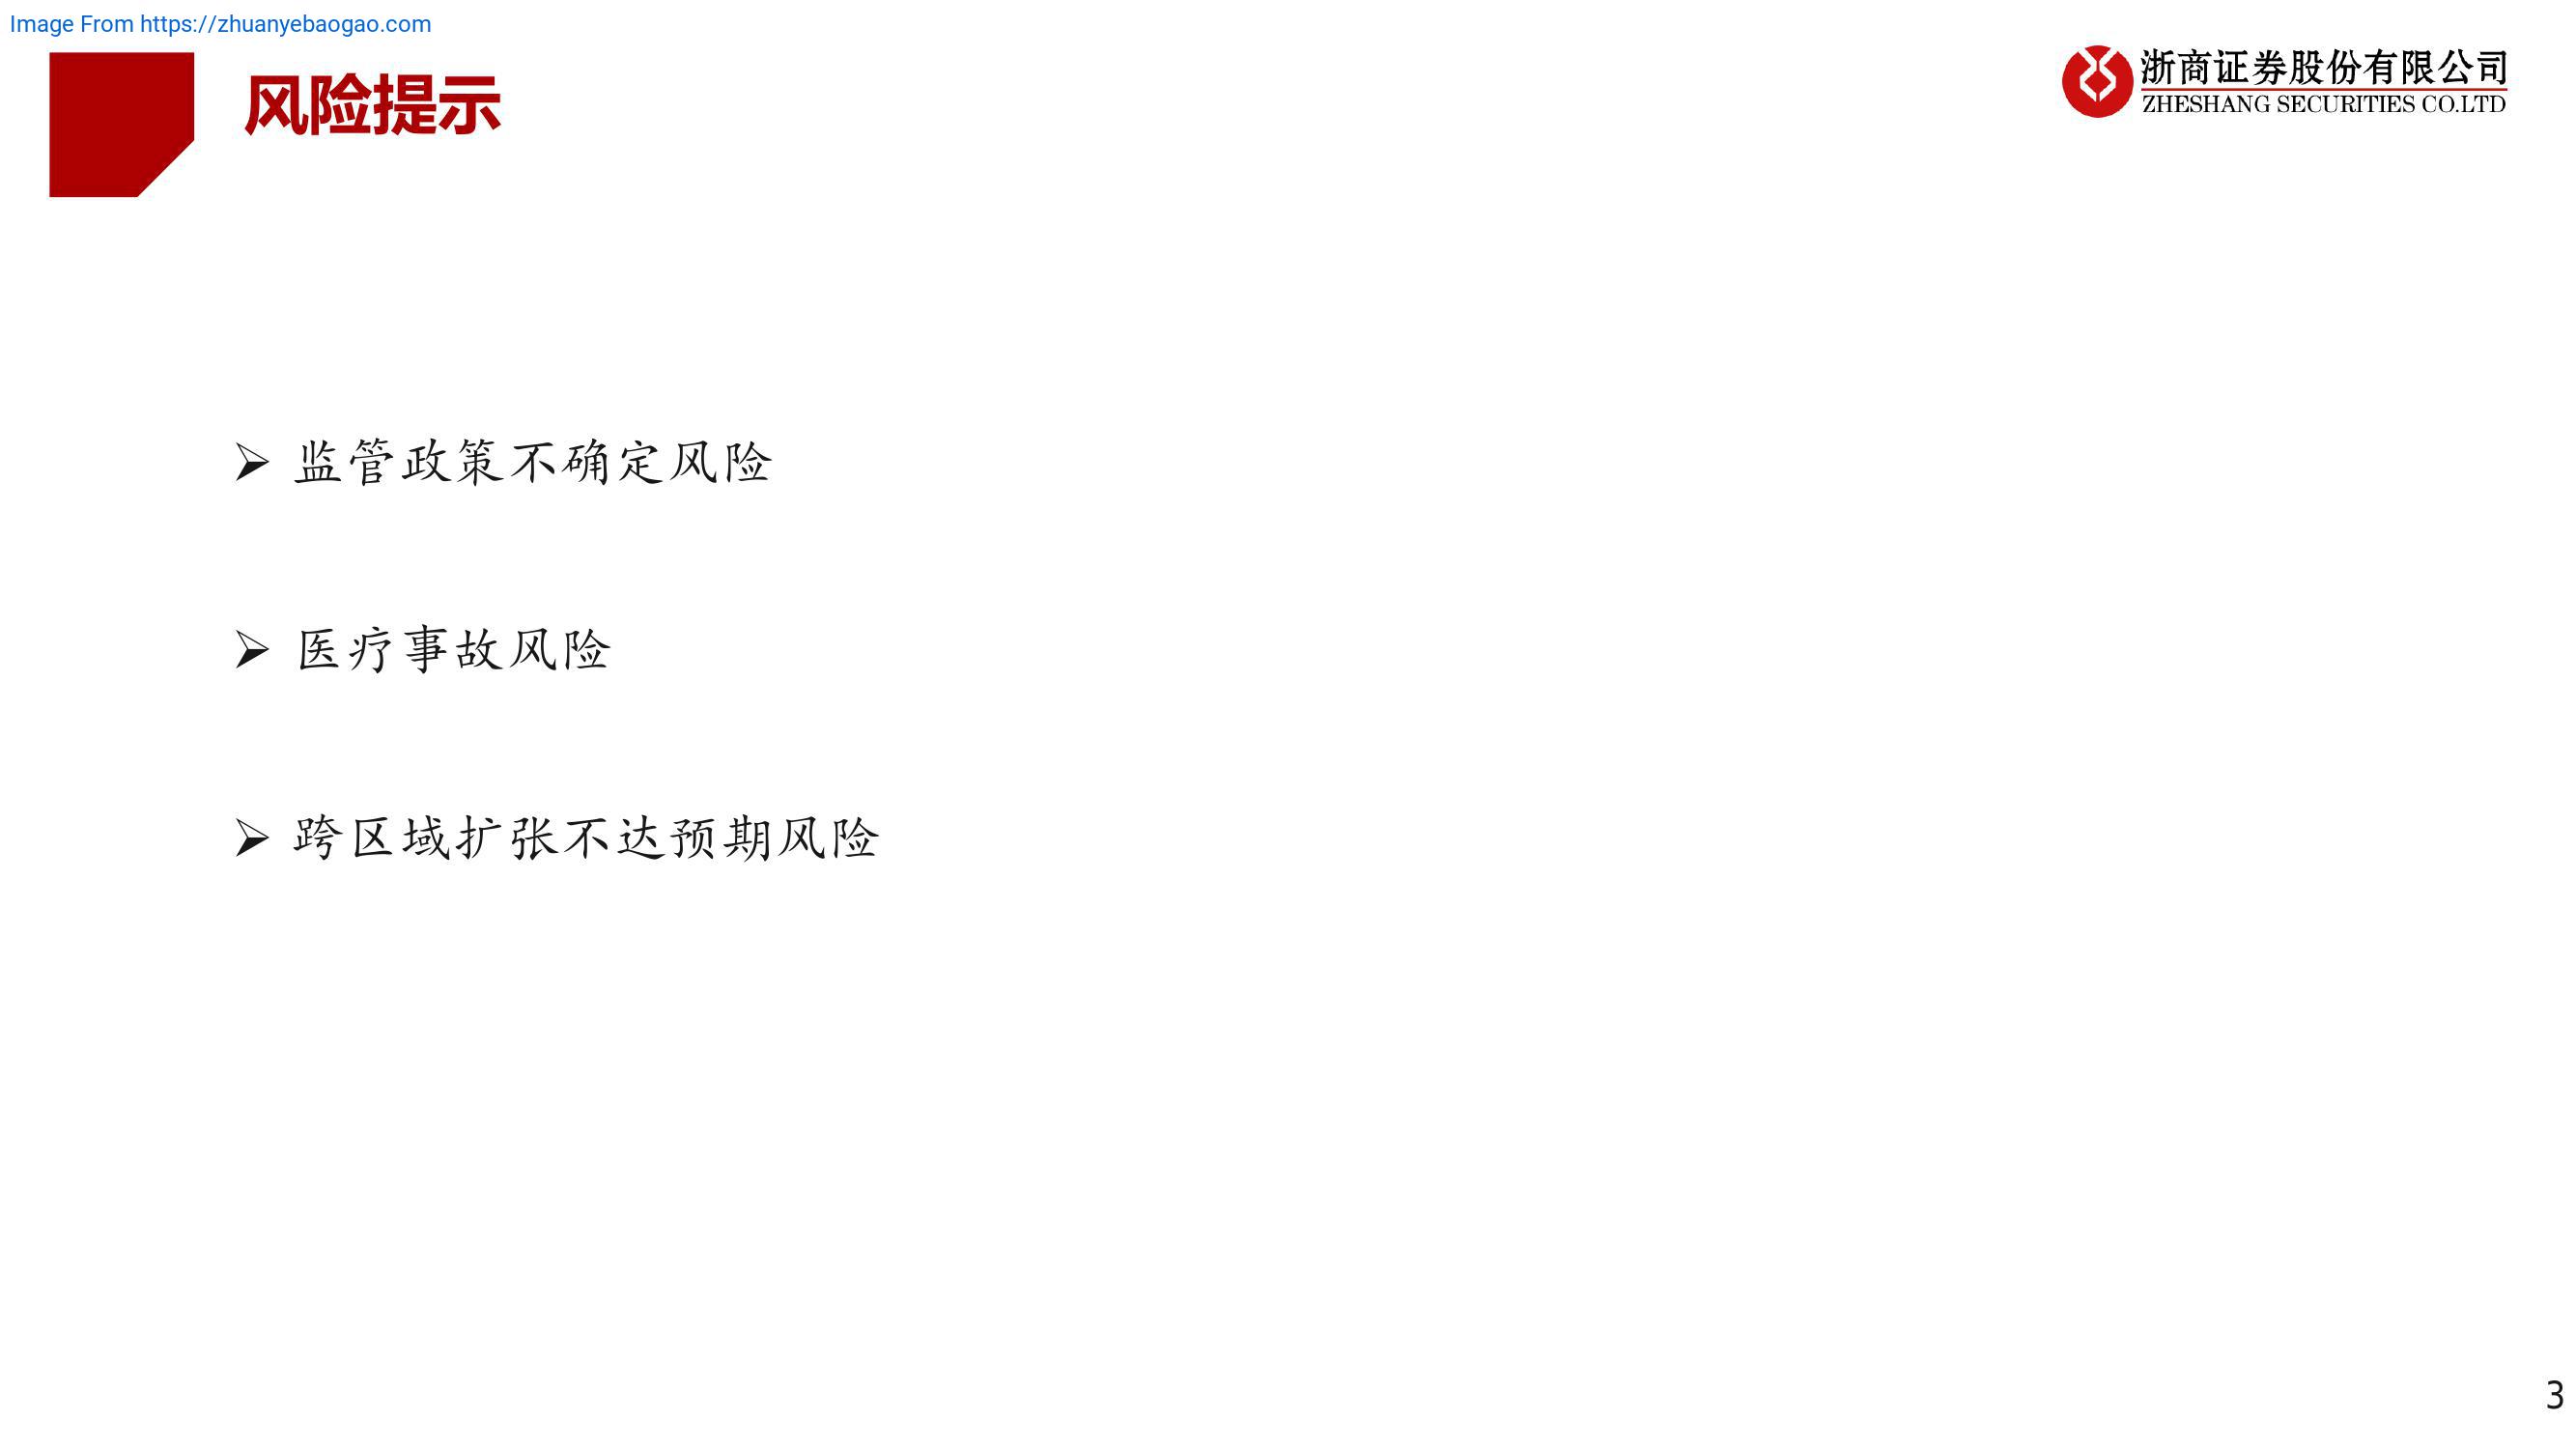 Image From https://zhuanyebaogao.com
风险提示
浙商证券股份有限公司
ZHESHANG SECURITIES CO.LTD
➢ 监管政策不确定风险
➢ 医疗事故风险
➢ 跨区域扩张不达预期风险
3